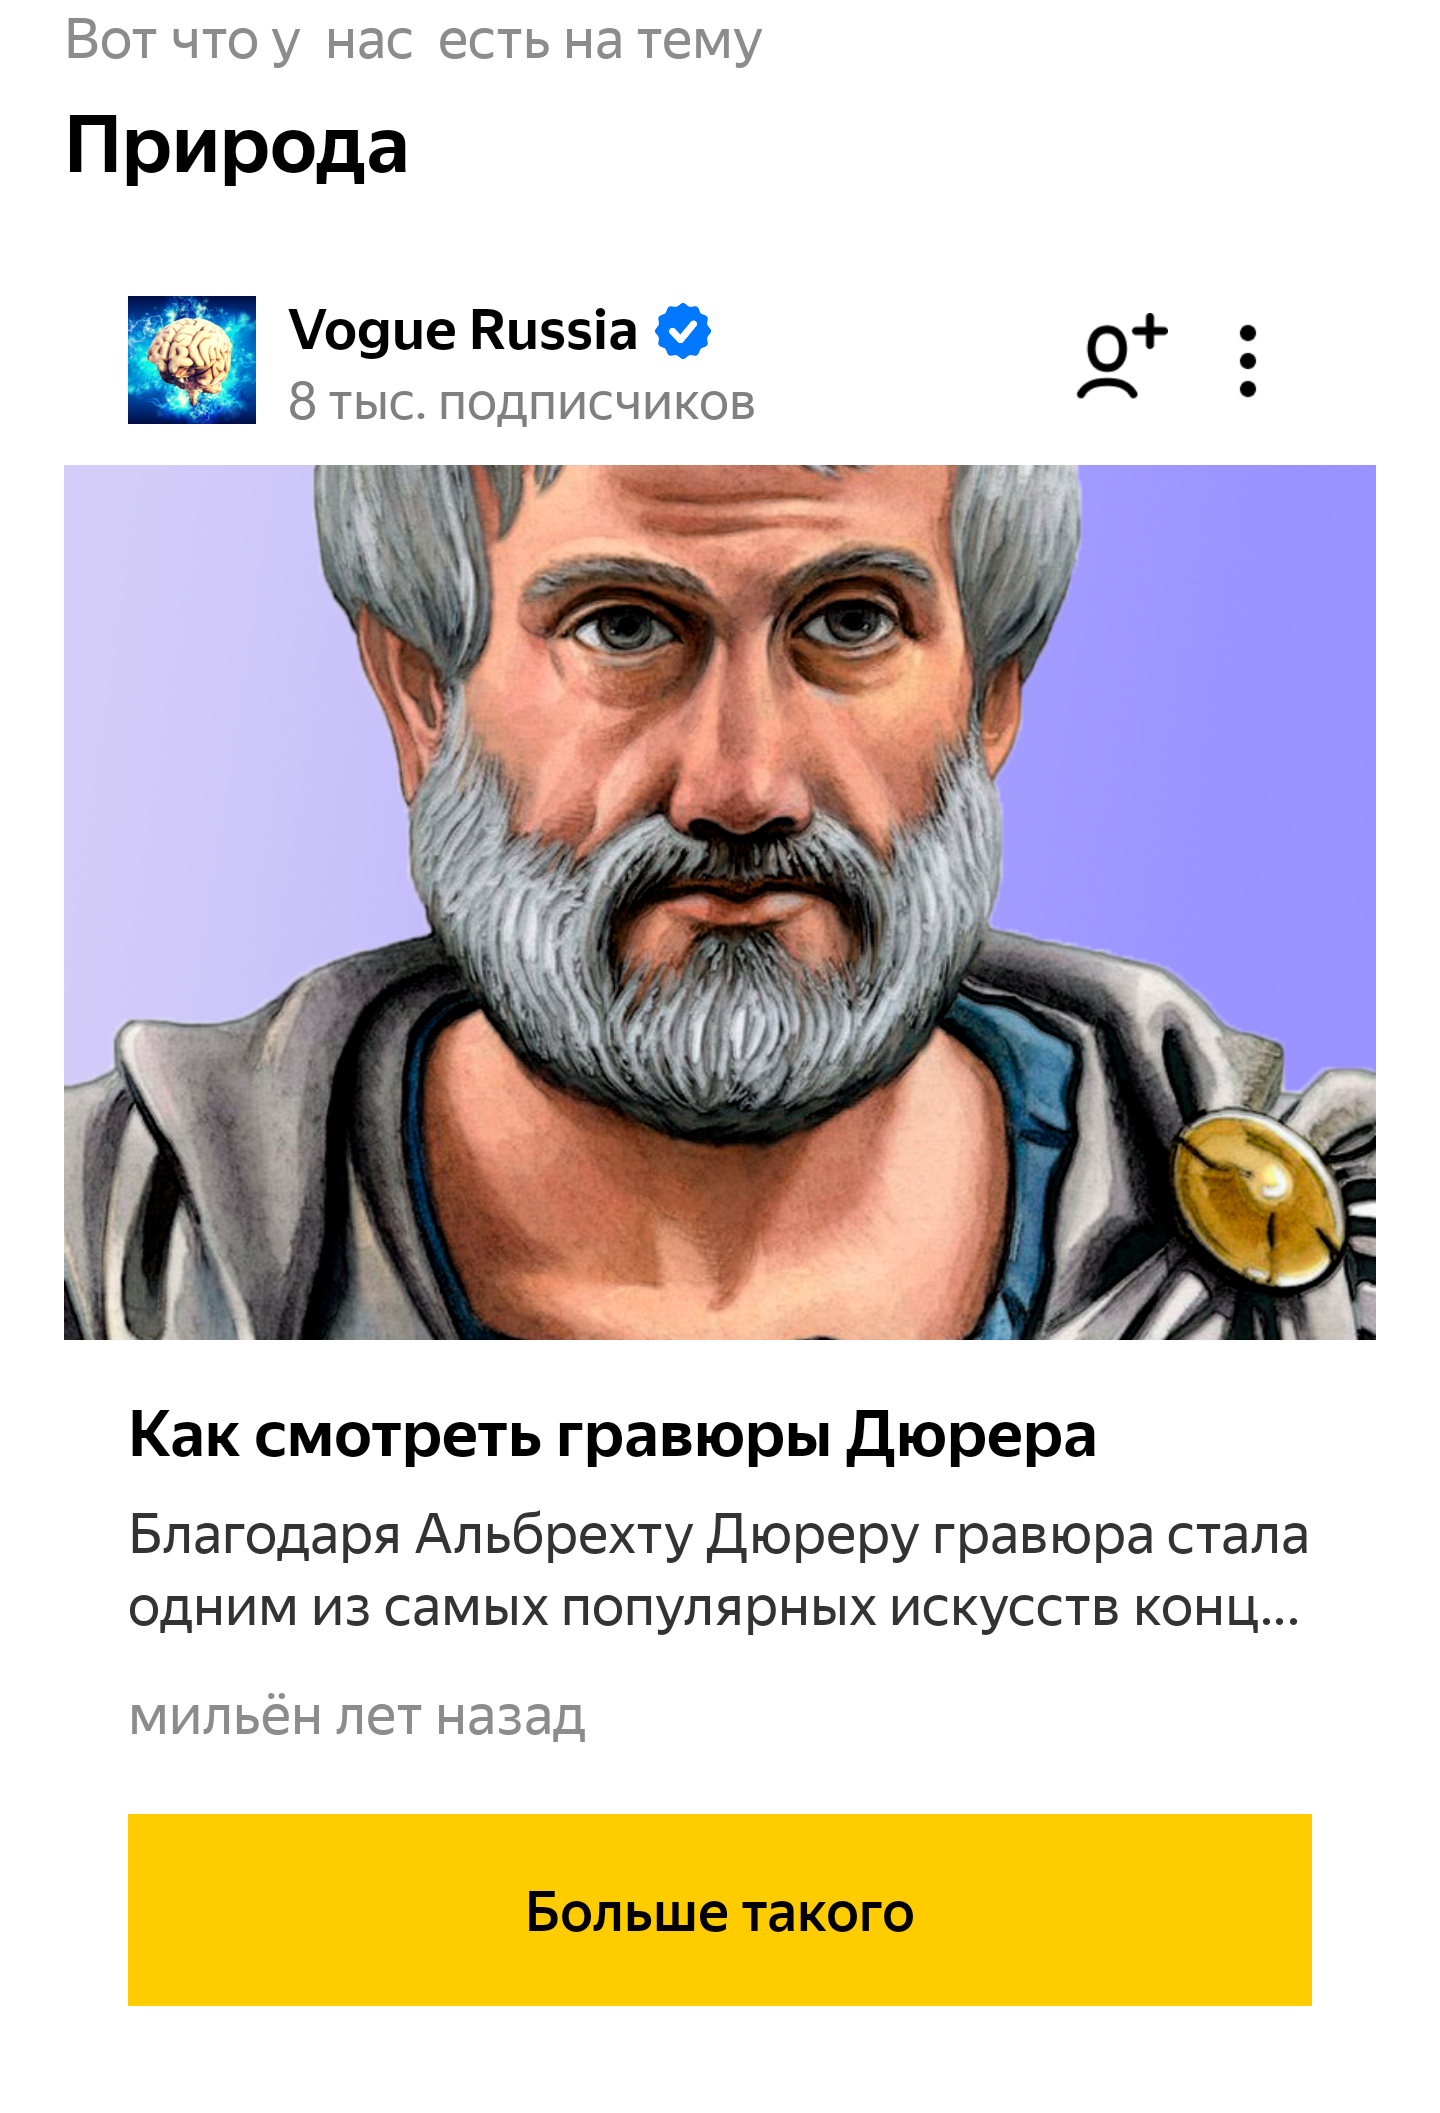 Вот что у нас есть на тему
Природа
Vogue Russia
8 тыс. подписчиков
Как смотреть гравюры Дюрера
Благодаря Альбрехту Дюреру гравюра стала
одним из самых популярных искусств конц...
мильён лет назад
Больше такого